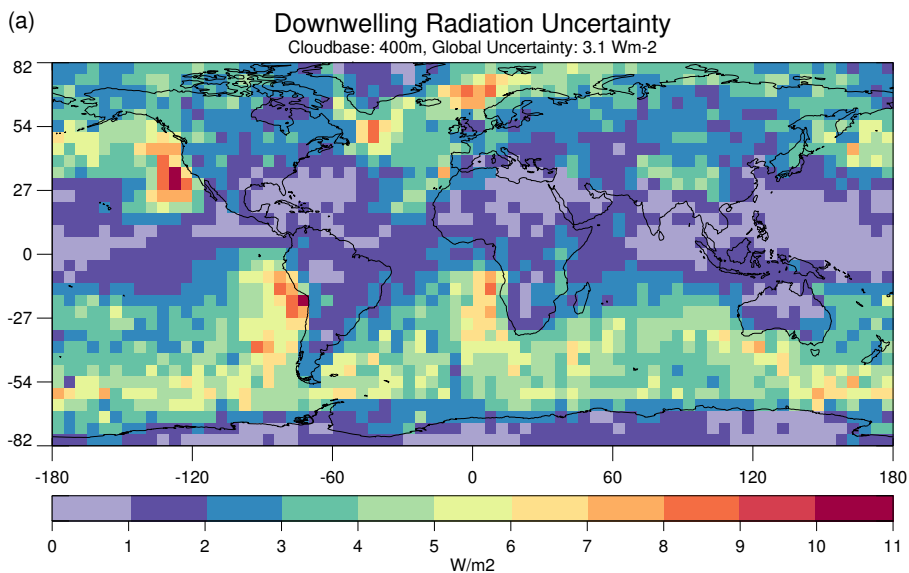 (a)
Downwelling Radiation Uncertainty
Cloudbase: 400m, Global Uncertainty: 3.1 Wm-2
82
54
27
0
-27
-54
-82
-180 -120 -60 0 60 120 180
0 1 2 3 4 5 6 7 8 9 10 11
W/m2